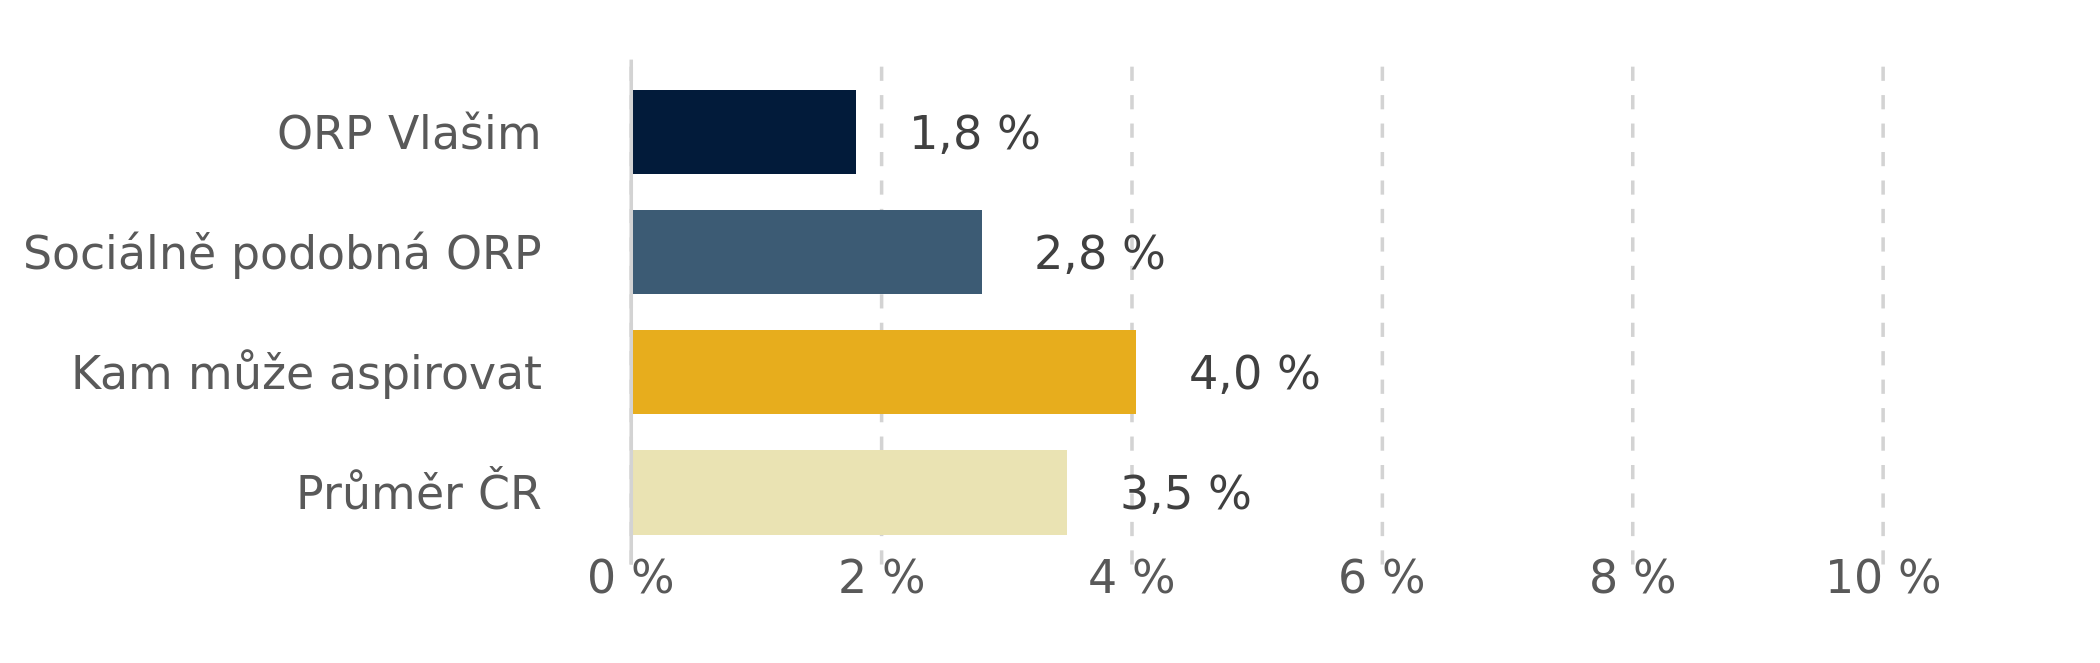 ORP Vlašim 1,8 %
Sociálně podobná ORP 2,8 %
Kam může aspirovat 4,0 %
Průměr ČR 3,5 %
0 % 2 % 4 % 6 % 8 % 10 %